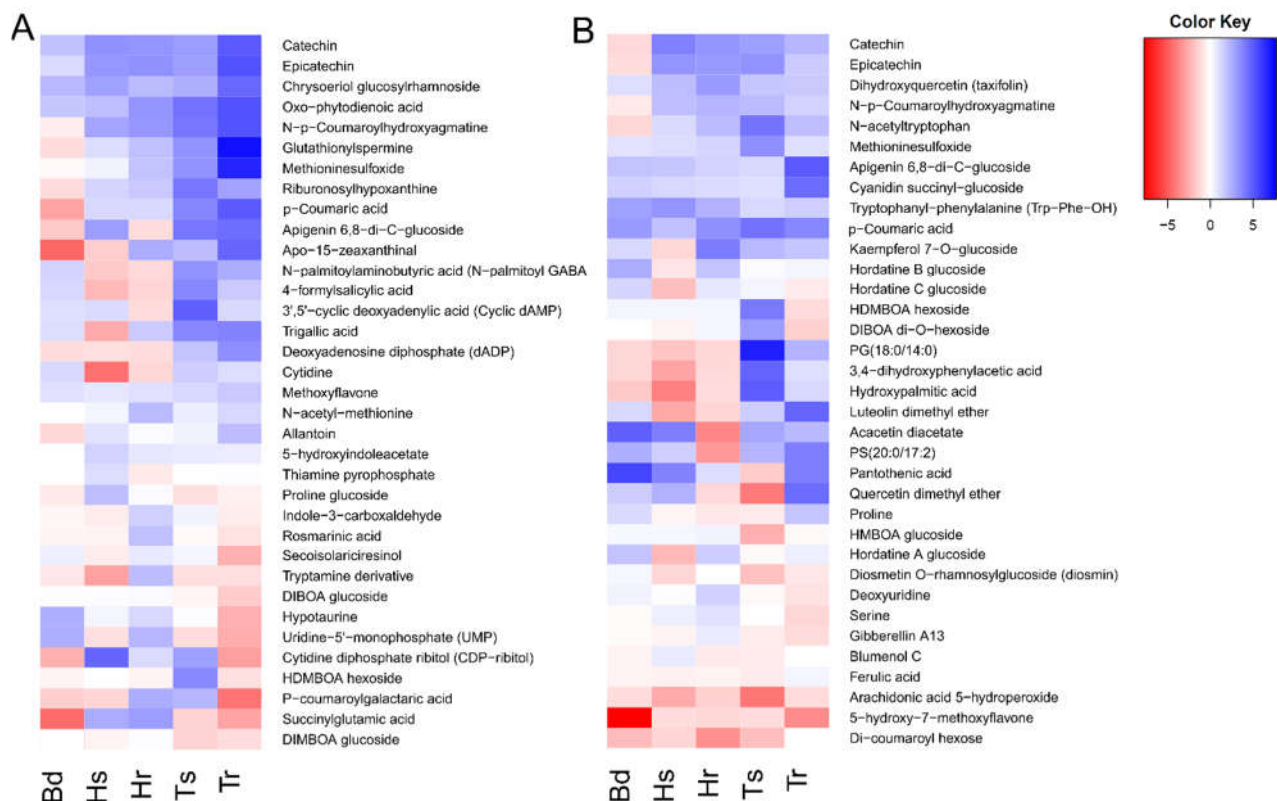 A
Catechin
Epicatechin
Chrysoeriol glucosylrhamnoside
Oxo−phytodienoic acid
N−p−Coumaroylhydroxyagmatine
Glutathionylspermine
Methioninesulfoxide
Riburonosylhypoxanthine
p−Coumaric acid
Apigenin 6,8−di−C−glucoside
Apo−15−zeaxanthinal
N−palmitoylaminobutyric acid (N−palmitoyl GABA
4−formylsalicylic acid
3',5'−cyclic deoxyadenylic acid (Cyclic dAMP)
Trigallic acid
Deoxyadenosine diphosphate (dADP)
Cytidine
Methoxyflavone
N−acetyl−methionine
Allantoin
5−hydroxyindoleacetate
Thiamine pyrophosphate
Proline glucoside
Indole−3−carboxaldehyde
Rosmarinic acid
Secoisolariciresinol
Tryptamine derivative
DIBOA glucoside
Hypotaurine
Uridine−5'−monophosphate (UMP)
Cytidine diphosphate ribitol (CDP−ribitol)
HDMBOA hexoside
P−coumaroylgalactaric acid
Succinylglutamic acid
DIMBOA glucoside
Bd Hs Hr Ts Tr
B
Catechin
Epicatechin
Dihydroxyquercetin (taxifolin)
N−p−Coumaroylhydroxyagmatine
N−acetyltryptophan
Methioninesulfoxide
Apigenin 6,8−di−C−glucoside
Cyanidin succinyl−glucoside
Tryptophanyl−phenylalanine (Trp−Phe−OH)
p−Coumaric acid
Kaempferol 7−O−glucoside
Hordatine B glucoside
Hordatine C glucoside
HDMBOA hexoside
DIBOA di−O−hexoside
PG(18:0/14:0)
3,4−dihydroxyphenylacetic acid
Hydroxypalmitic acid
Luteolin dimethyl ether
Acacetin diacetate
PS(20:0/17:2)
Pantothenic acid
Quercetin dimethyl ether
Proline
HMBOA glucoside
Hordatine A glucoside
Diosmetin O−rhamnosylglucoside (diosmin)
Deoxyuridine
Serine
Gibberellin A13
Blumenol C
Ferulic acid
Arachidonic acid 5−hydroperoxide
5−hydroxy−7−methoxyflavone
Di−coumaroyl hexose
Bd Hs Hr Ts Tr
Color Key
−5 0 5